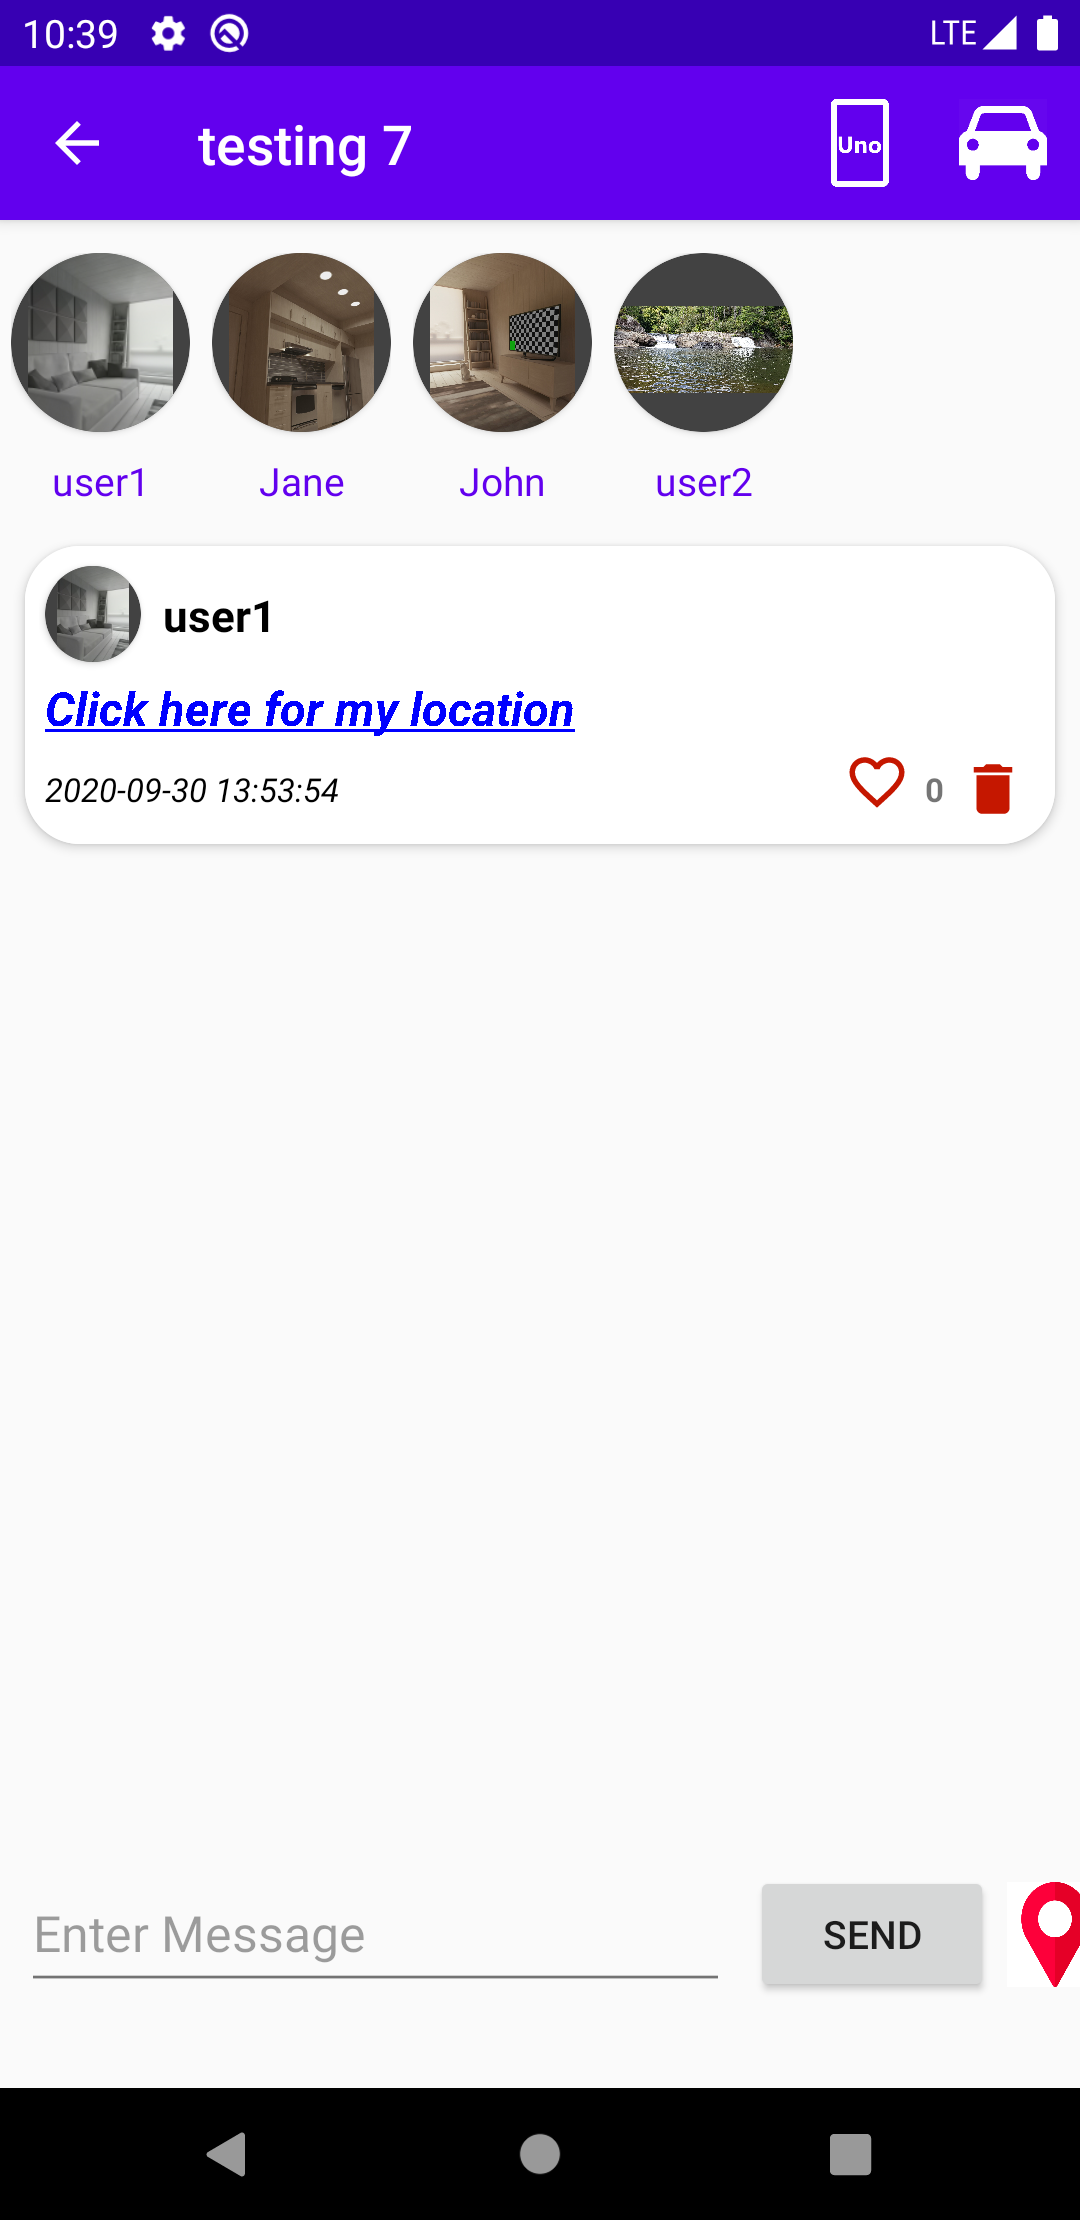 10:39 LTE
testing 7 Uno
user1 Jane John user2
user1
Click here for my location
2020-09-30 13:53:54 0
Enter Message SEND